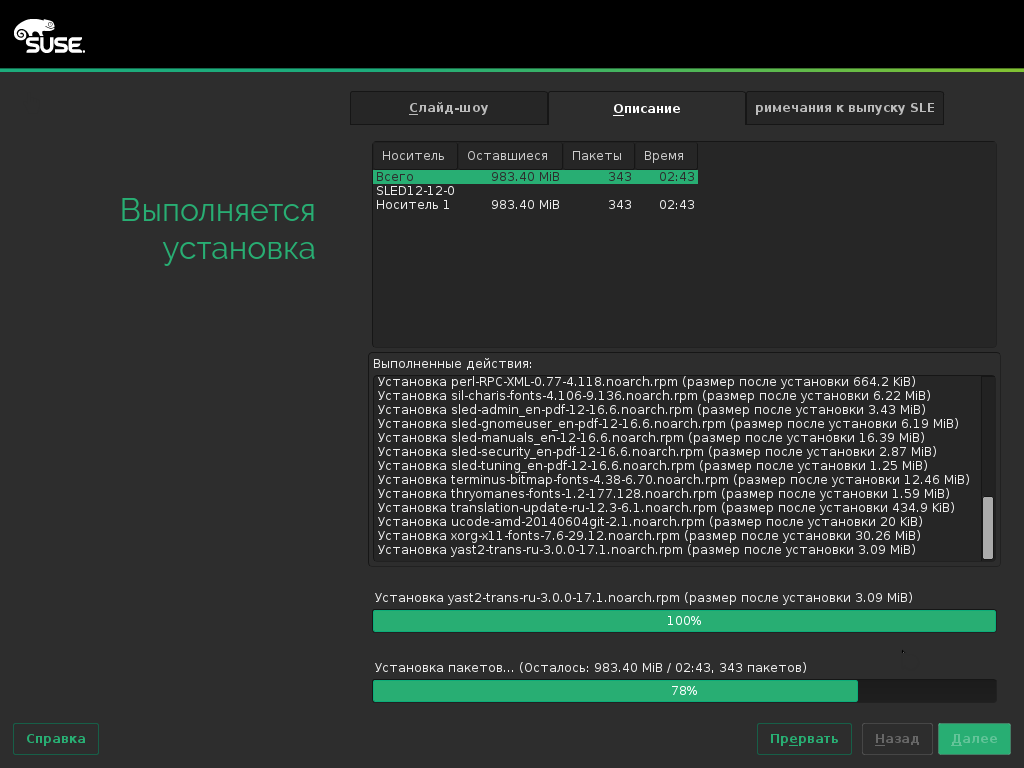 SUSE.
Слайд-шоу
Описание
римечания к выпуску SLE
Носитель Оставшиеся Пакеты Время
Всего 983.40 MiB 343 02:43
SLED12-12-0
Носитель 1 983.40 MiB 343 02:43
Выполняется
установка
Выполненные действия:
Установка perl-RPC-XML-0.77-4.118.noarch.rpm (размер после установки 664.2 KiB)
Установка sil-charis-fonts-4.106-9.136.noarch.rpm (размер после установки 6.22 MiB)
Установка sled-admin_en-pdf-12-16.6.noarch.rpm (размер после установки 3.43 MiB)
Установка sled-gnomeuser_en-pdf-12-16.6.noarch.rpm (размер после установки 6.19 MiB)
Установка sled-manuals_en-12-16.6.noarch.rpm (размер после установки 16.39 MiB)
Установка sled-security_en-pdf-12-16.6.noarch.rpm (размер после установки 2.87 MiB)
Установка sled-tuning_en-pdf-12-16.6.noarch.rpm (размер после установки 1.25 MiB)
Установка terminus-bitmap-fonts-4.38-6.70.noarch.rpm (размер после установки 12.46 MiB)
Установка thryomanes-fonts-1.2-177.128.noarch.rpm (размер после установки 1.59 MiB)
Установка translation-update-ru-12.3-6.1.noarch.rpm (размер после установки 434.9 KiB)
Установка ucode-amd-20140604git-2.1.noarch.rpm (размер после установки 20 KiB)
Установка xorg-x11-fonts-7.6-29.12.noarch.rpm (размер после установки 30.26 MiB)
Установка yast2-trans-ru-3.0.0-17.1.noarch.rpm (размер после установки 3.09 MiB)
Установка yast2-trans-ru-3.0.0-17.1.noarch.rpm (размер после установки 3.09 MiB)
100%
Установка пакетов... (Осталось: 983.40 MiB / 02:43, 343 пакетов)
78%
Справка
Прервать
Назад
Далее